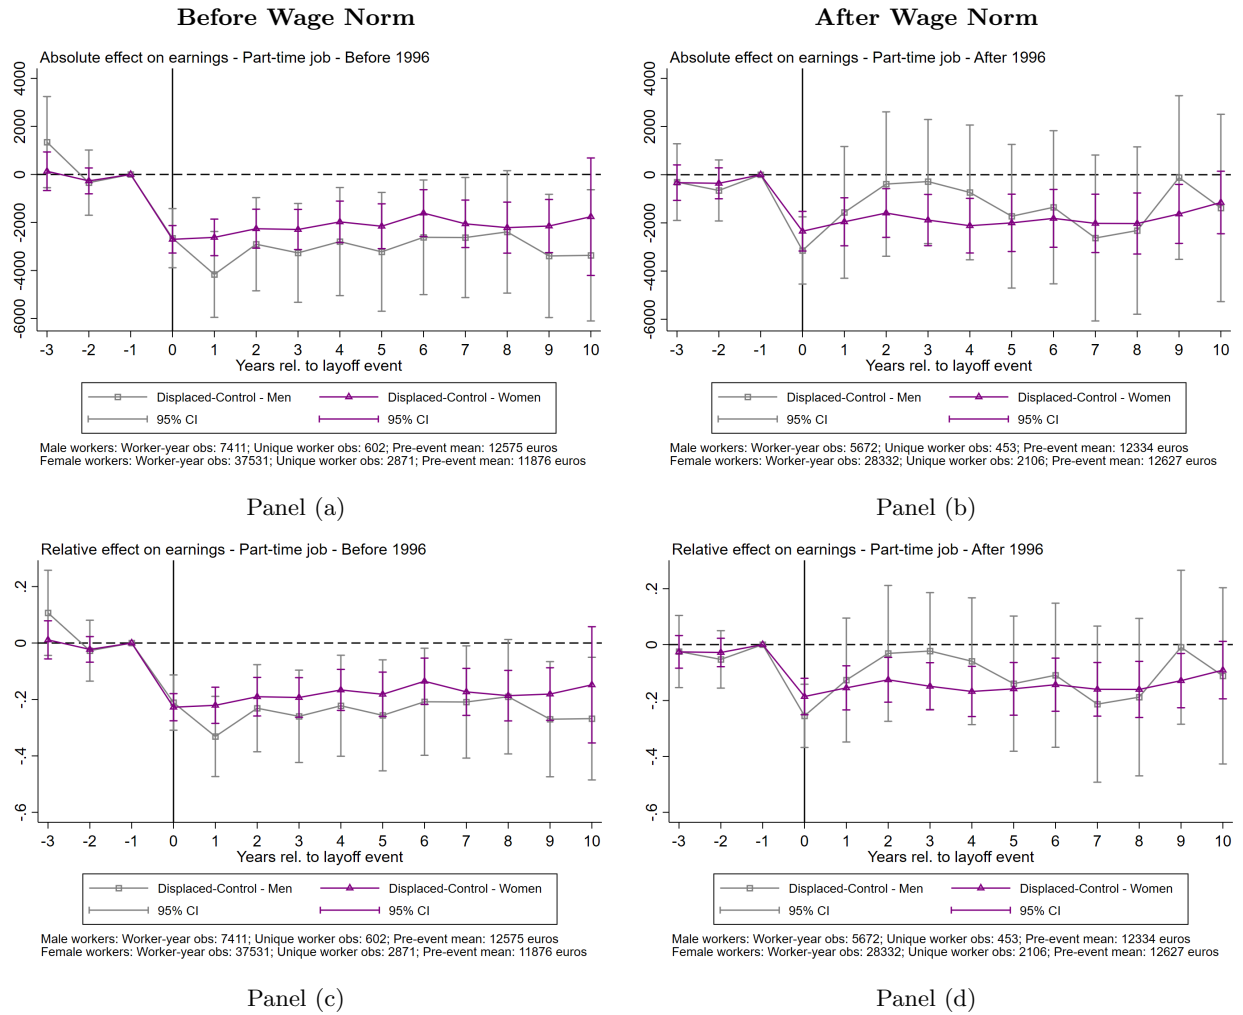 Before Wage Norm
After Wage Norm
Absolute effect on earnings - Part-time job - Before 1996
4000
2000
0
-2000
-4000
-6000
-3 -2 -1 0 1 2 3 4 5 6 7 8 9 10
Years rel. to layoff event
Displaced-Control - Men
Displaced-Control - Women
95% CI
95% CI
Male workers: Worker-year obs: 7411; Unique worker obs: 602; Pre-event mean: 12575 euros
Female workers: Worker-year obs: 37531; Unique worker obs: 2871; Pre-event mean: 11876 euros
Panel (a)
Absolute effect on earnings - Part-time job - After 1996
4000
2000
0
-2000
-4000
-6000
-3 -2 -1 0 1 2 3 4 5 6 7 8 9 10
Years rel. to layoff event
Displaced-Control - Men
Displaced-Control - Women
95% CI
95% CI
Male workers: Worker-year obs: 5672; Unique worker obs: 453; Pre-event mean: 12334 euros
Female workers: Worker-year obs: 28332; Unique worker obs: 2106; Pre-event mean: 12627 euros
Panel (b)
Relative effect on earnings - Part-time job - Before 1996
.2
0
-.2
-.4
-.6
-3 -2 -1 0 1 2 3 4 5 6 7 8 9 10
Years rel. to layoff event
Displaced-Control - Men
Displaced-Control - Women
95% CI
95% CI
Male workers: Worker-year obs: 7411; Unique worker obs: 602; Pre-event mean: 12575 euros
Female workers: Worker-year obs: 37531; Unique worker obs: 2871; Pre-event mean: 11876 euros
Panel (c)
Relative effect on earnings - Part-time job - After 1996
.2
0
-.2
-.4
-.6
-3 -2 -1 0 1 2 3 4 5 6 7 8 9 10
Years rel. to layoff event
Displaced-Control - Men
Displaced-Control - Women
95% CI
95% CI
Male workers: Worker-year obs: 5672; Unique worker obs: 453; Pre-event mean: 12334 euros
Female workers: Worker-year obs: 28332; Unique worker obs: 2106; Pre-event mean: 12627 euros
Panel (d)